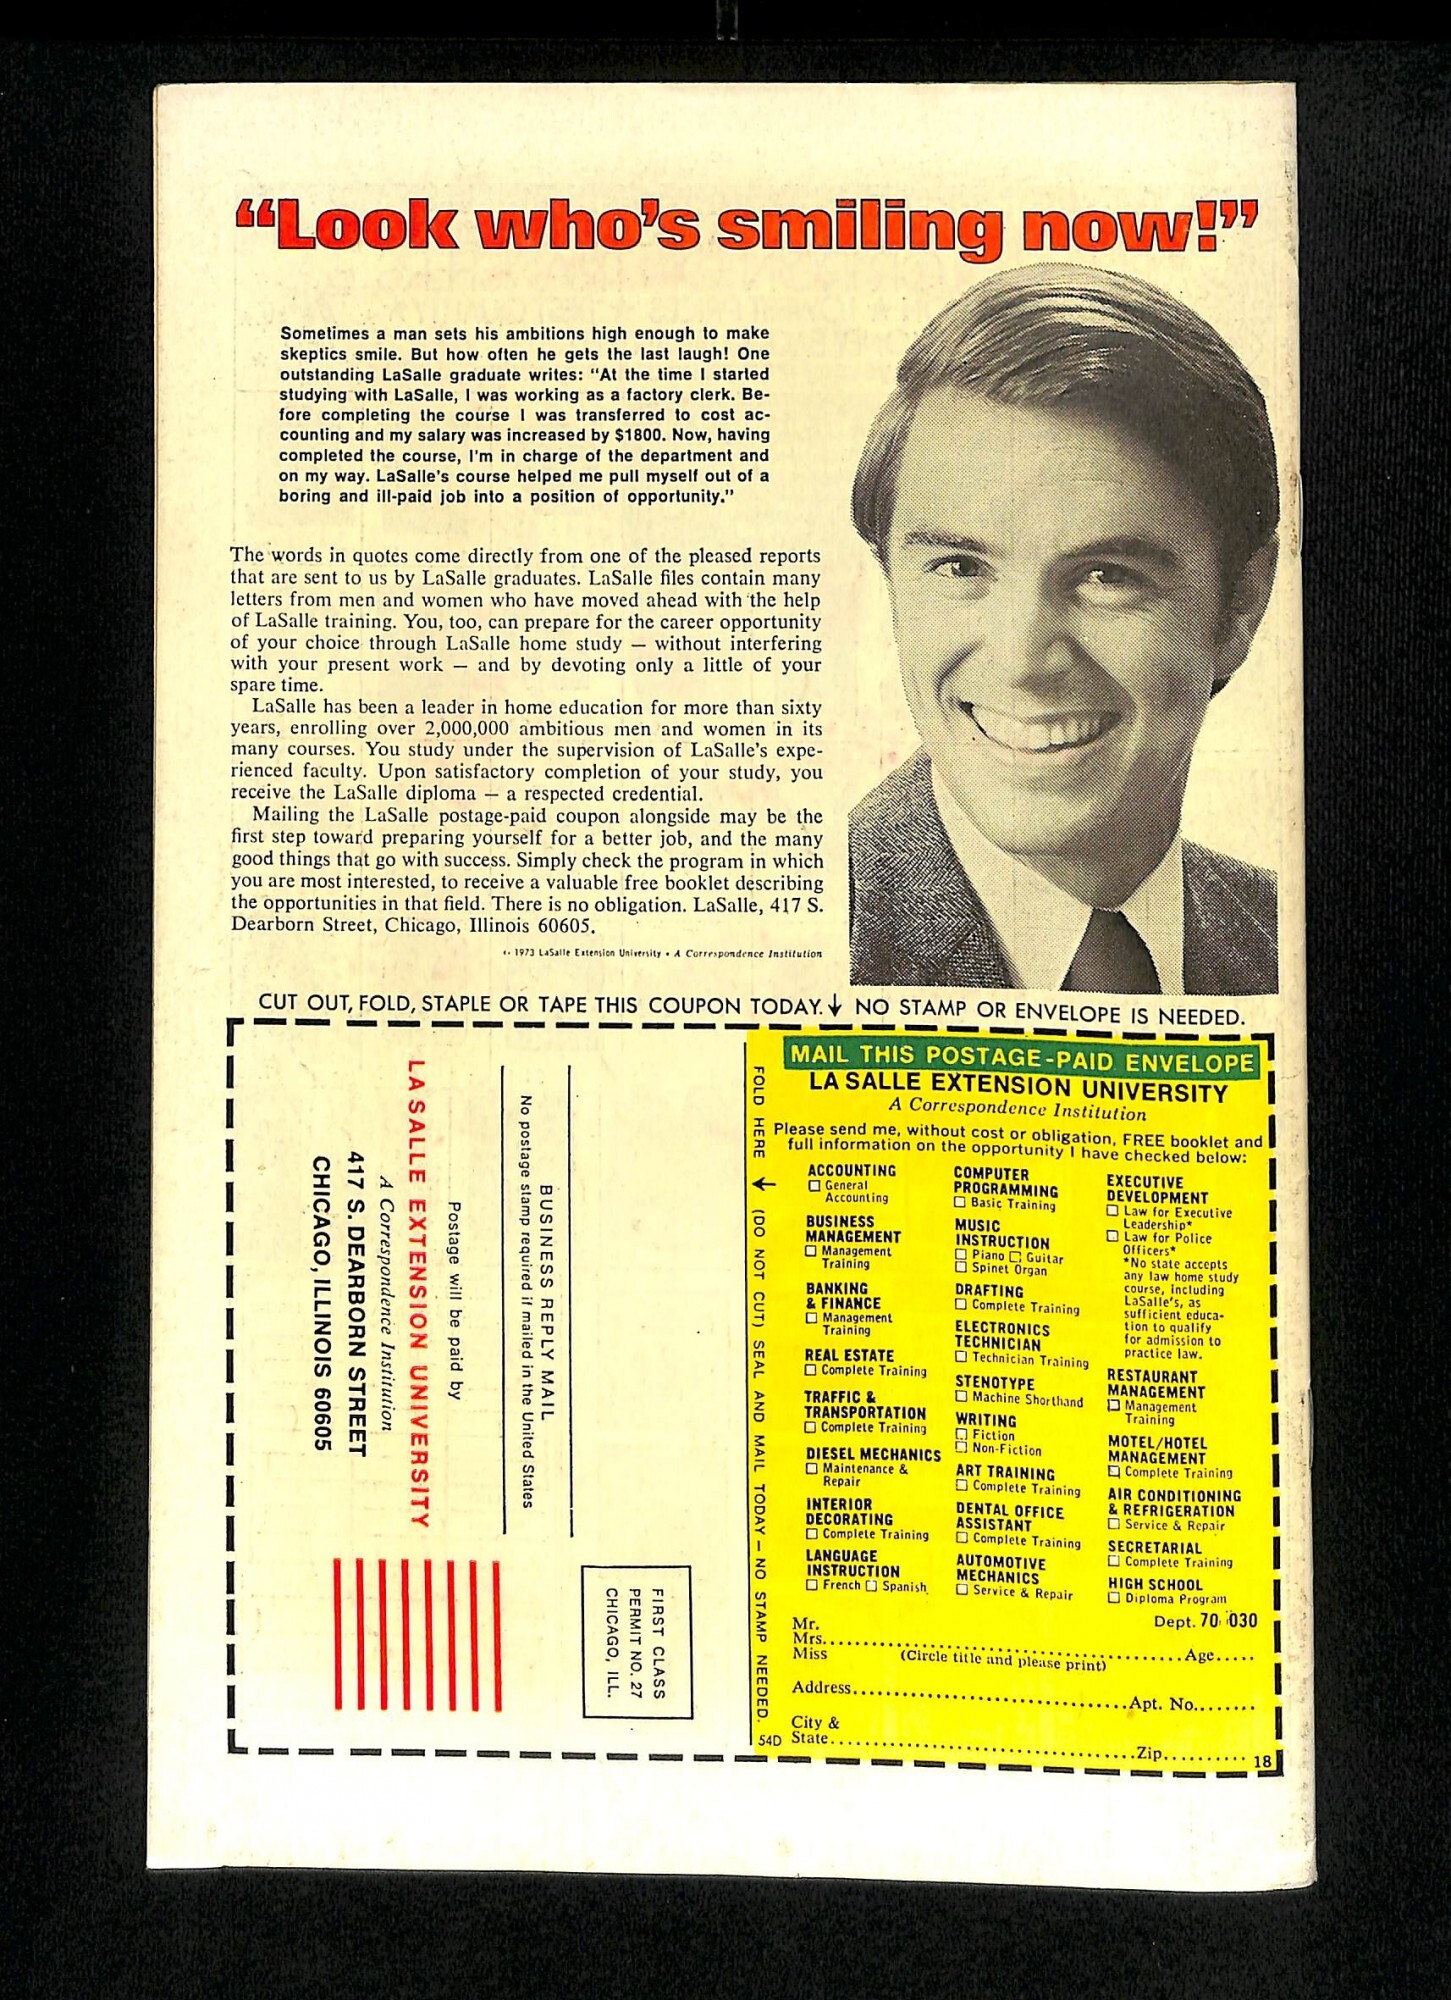 “Look who’s smiling now!”
Sometimes a man sets his ambitions high enough to make
skeptics smile. But how often he gets the last laugh! One
outstanding LaSalle graduate writes: “At the time I started
studying with LaSalle, I was working as a factory clerk. Be-
fore completing the course I was transferred to cost ac-
counting and my salary was increased by $1800. Now, having
completed the course, I'm in charge of the department and
on my way. LaSalle's course helped me pull myself out of a
boring and ill-paid job into a position of opportunity.”
The words in quotes come directly from one of the pleased reports
that are sent to us by LaSalle graduates. LaSalle files contain many
letters from men and women who have moved ahead with the help
of LaSalle training. You, too, can prepare for the career opportunity
of your choice through LaSalle home study — without interfering
with your present work — and by devoting only a little of your
spare time.
LaSalle has been a leader in home education for more than sixty
years, enrolling over 2,000,000 ambitious men and women in its
many courses. You study under the supervision of LaSalle's expe-
rienced faculty. Upon satisfactory completion of your study, you
receive the LaSalle diploma — a respected credential.
Mailing the LaSalle postage-paid coupon alongside may be the
first step toward preparing yourself for a better job, and the many
good things that go with success. Simply check the program in which
you are most interested, to receive a valuable free booklet describing
the opportunities in that field. There is no obligation. LaSalle, 417 S.
Dearborn Street, Chicago, Illinois 60605.
© 1973 LaSalle Extension University • A Correspondence Institution
CUT OUT, FOLD, STAPLE OR TAPE THIS COUPON TODAY.↓ NO STAMP OR ENVELOPE IS NEEDED.
FIRST CLASS
PERMIT NO. 27
CHICAGO, ILL.
BUSINESS REPLY MAIL
No postage stamp required if mailed in the United States
Postage will be paid by
LA SALLE EXTENSION UNIVERSITY
A Correspondence Institution
417 S. DEARBORN STREET
CHICAGO, ILLINOIS 60605
FOLD HERE ← (DO NOT CUT) SEAL AND MAIL TODAY — NO STAMP NEEDED.
54D
MAIL THIS POSTAGE-PAID ENVELOPE
LA SALLE EXTENSION UNIVERSITY
A Correspondence Institution
Please send me, without cost or obligation, FREE booklet and
full information on the opportunity I have checked below:
ACCOUNTING
☐ General
Accounting
BUSINESS
MANAGEMENT
☐ Management
Training
BANKING
& FINANCE
☐ Management
Training
REAL ESTATE
☐ Complete Training
TRAFFIC &
TRANSPORTATION
☐ Complete Training
DIESEL MECHANICS
☐ Maintenance &
Repair
INTERIOR
DECORATING
☐ Complete Training
LANGUAGE
INSTRUCTION
☐ French ☐ Spanish
COMPUTER
PROGRAMMING
☐ Basic Training
MUSIC
INSTRUCTION
☐ Piano ☐ Guitar
☐ Spinet Organ
DRAFTING
☐ Complete Training
ELECTRONICS
TECHNICIAN
☐ Technician Training
STENOTYPE
☐ Machine Shorthand
WRITING
☐ Fiction
☐ Non-Fiction
ART TRAINING
☐ Complete Training
DENTAL OFFICE
ASSISTANT
☐ Complete Training
AUTOMOTIVE
MECHANICS
☐ Service & Repair
EXECUTIVE
DEVELOPMENT
☐ Law for Executive
Leadership*
☐ Law for Police
Officers*
*No state accepts
any law home study
course, including
LaSalle's, as
sufficient educa-
tion to qualify
for admission to
practice law.
RESTAURANT
MANAGEMENT
☐ Management
Training
MOTEL/HOTEL
MANAGEMENT
☐ Complete Training
AIR CONDITIONING
& REFRIGERATION
☐ Service & Repair
SECRETARIAL
☐ Complete Training
HIGH SCHOOL
☐ Diploma Program
Dept. 70-030
Mr.
Mrs. Age
Miss (Circle title and please print)
Address Apt. No.
City &
State Zip
18